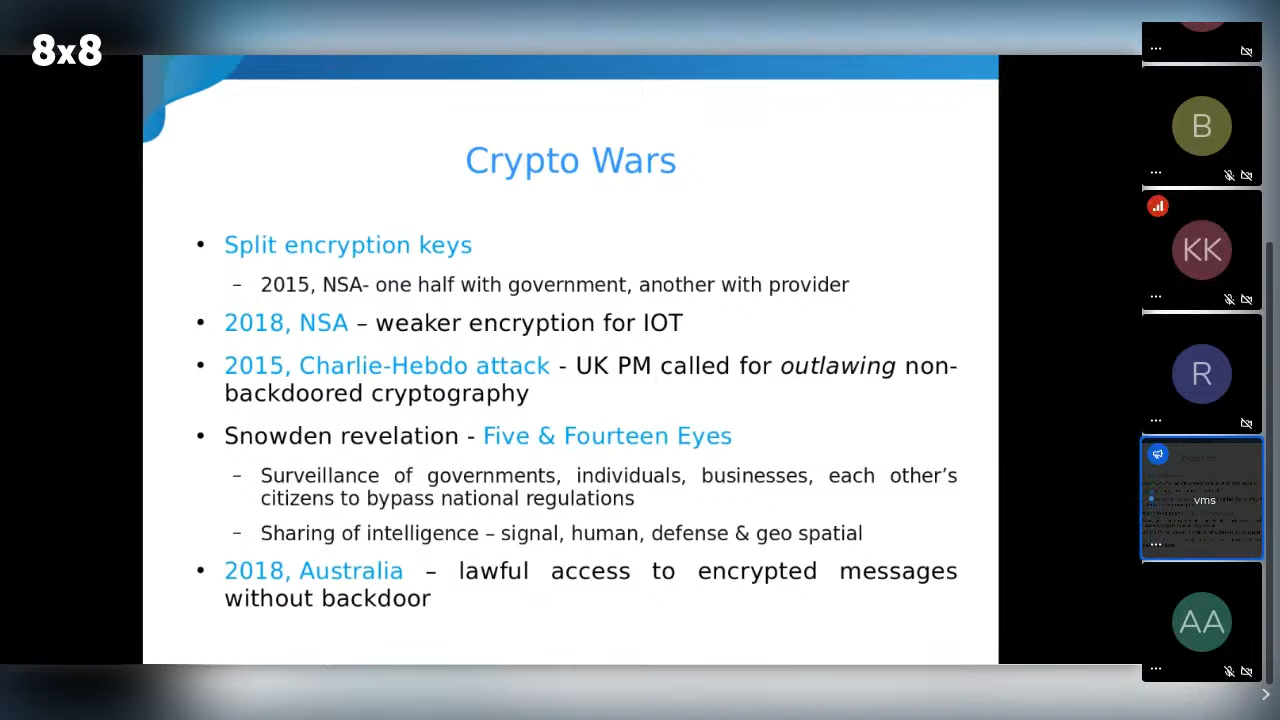 8x8
Crypto Wars
• Split encryption keys
– 2015, NSA- one half with government, another with provider
• 2018, NSA – weaker encryption for IOT
• 2015, Charlie-Hebdo attack - UK PM called for outlawing non-
backdoored cryptography
• Snowden revelation - Five & Fourteen Eyes
– Surveillance of governments, individuals, businesses, each other’s
citizens to bypass national regulations
– Sharing of intelligence – signal, human, defense & geo spatial
• 2018, Australia – lawful access to encrypted messages
without backdoor
B
KK
R
vms
AA